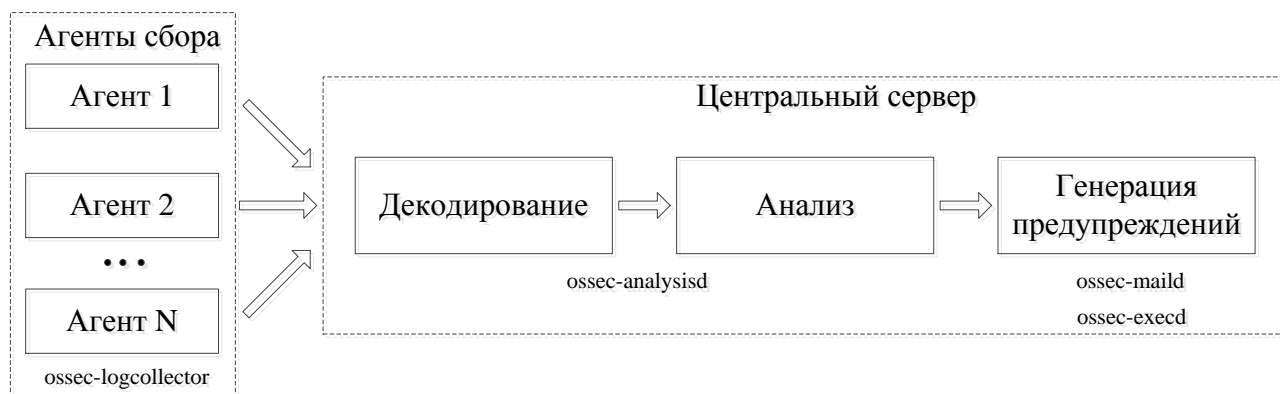 Агенты сбора
Агент 1
Агент 2
...
Агент N
ossec-logcollector
Центральный сервер
Декодирование
Анализ
Генерация
предупреждений
ossec-analysisd
ossec-maild
ossec-execd